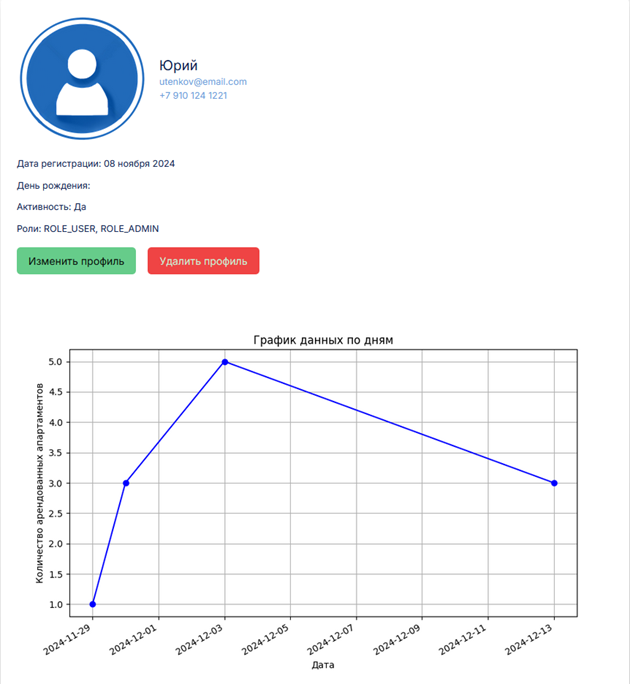 Юрий
utenkov@email.com
+7 910 124 1221
Дата регистрации: 08 ноября 2024
День рождения:
Активность: Да
Роли: ROLE_USER, ROLE_ADMIN
Изменить профиль
Удалить профиль
График данных по дням
Количество арендованных апартаментов
5.0
4.5
4.0
3.5
3.0
2.5
2.0
1.5
1.0
2024-11-29
2024-12-01
2024-12-03
2024-12-05
2024-12-07
2024-12-09
2024-12-11
2024-12-13
Дата